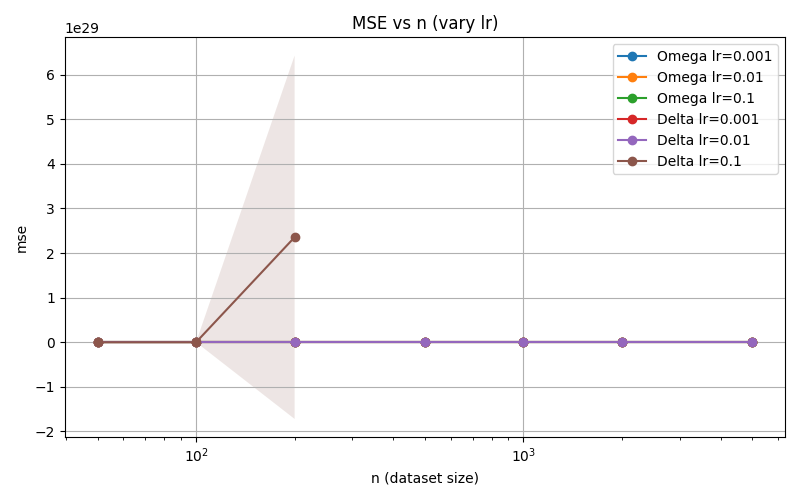 MSE vs n (vary lr)
1e29
6
5
4
3
2
1
0
−1
−2
mse
10²
10³
n (dataset size)
Omega lr=0.001
Omega lr=0.01
Omega lr=0.1
Delta lr=0.001
Delta lr=0.01
Delta lr=0.1